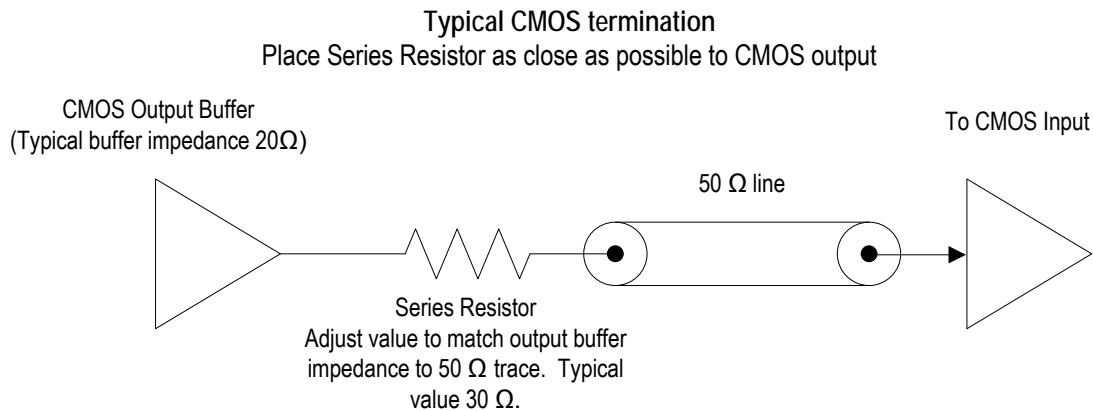 Typical CMOS termination
Place Series Resistor as close as possible to CMOS output
CMOS Output Buffer
(Typical buffer impedance 20Ω)
To CMOS Input
50 Ω line
Series Resistor
Adjust value to match output buffer
impedance to 50 Ω trace. Typical
value 30 Ω.